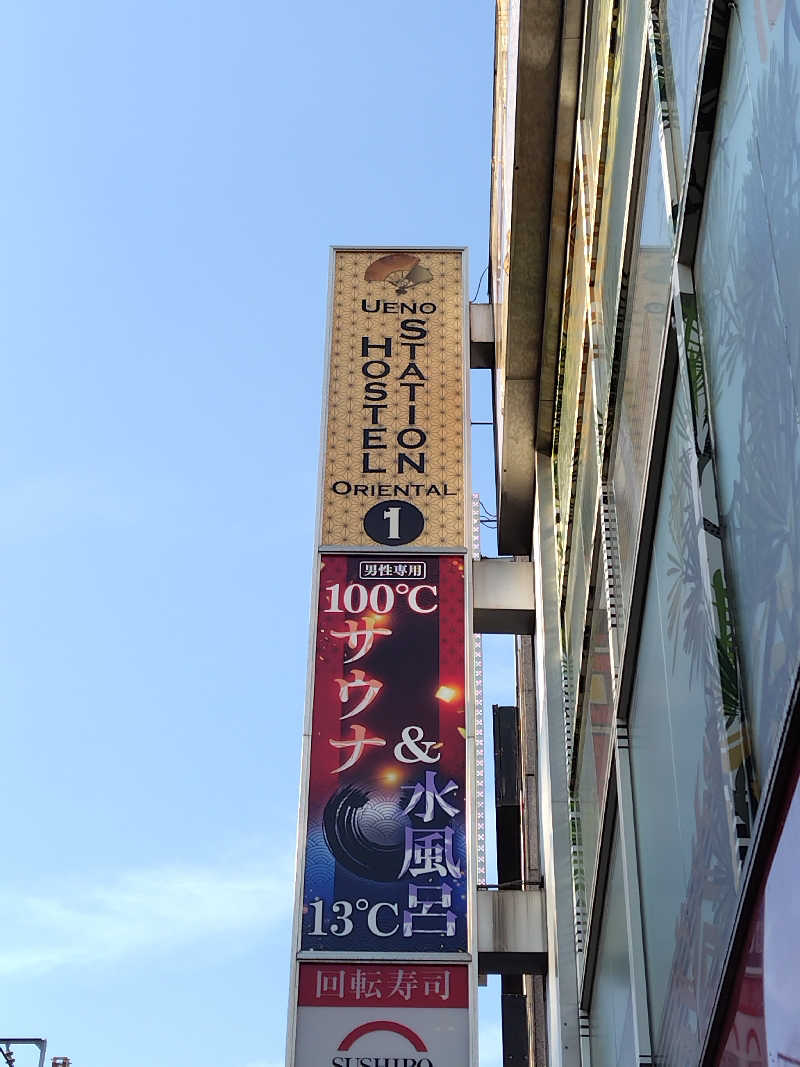 UENO
STATION
HOSTEL
ORIENTAL
1
男性専用
100℃
サウナ
&
水風呂
13℃
回転寿司
SUSHIRO